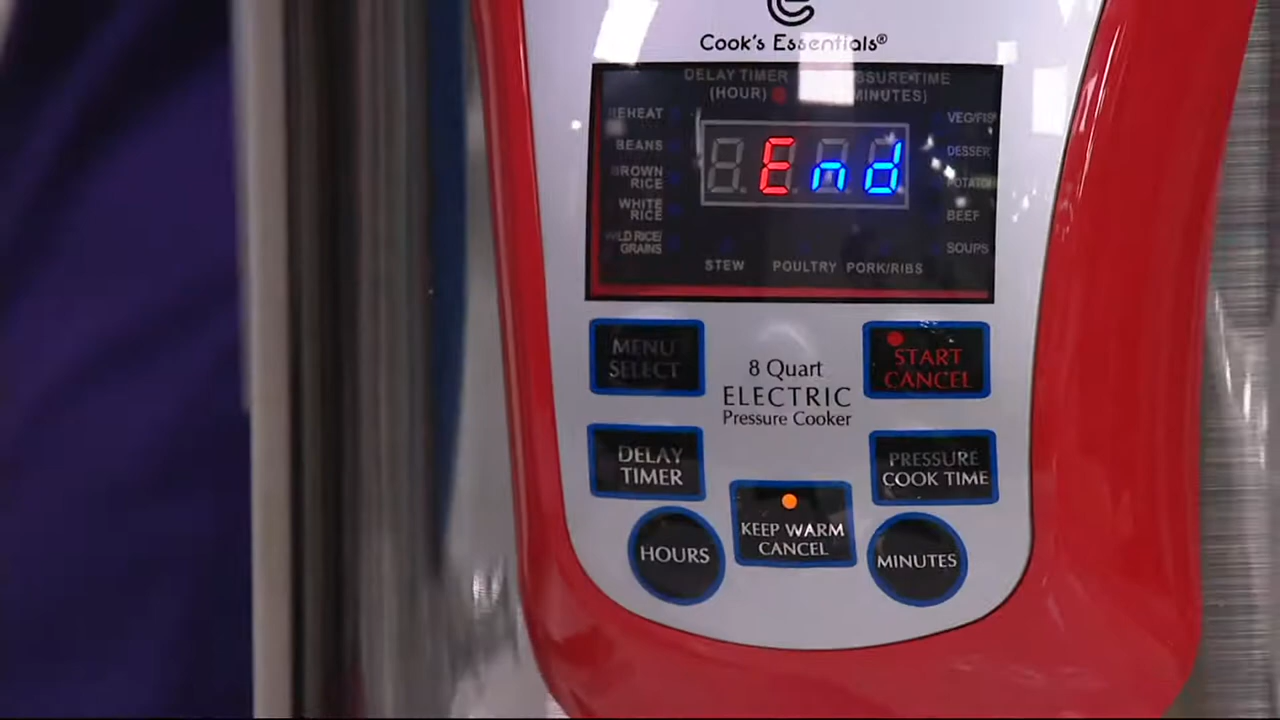 Cook's Essentials®
DELAY TIMER
(HOUR)
PRESSURE TIME
(MINUTES)
REHEAT
BEANS
BROWN
RICE
WHITE
RICE
WILD RICE/
GRAINS
End
VEG/FISH
DESSERT
POTATO
BEEF
SOUPS
STEW
POULTRY
PORK/RIBS
MENU
SELECT
START
CANCEL
8 Quart
ELECTRIC
Pressure Cooker
DELAY
TIMER
PRESSURE
COOK TIME
KEEP WARM
CANCEL
HOURS
MINUTES